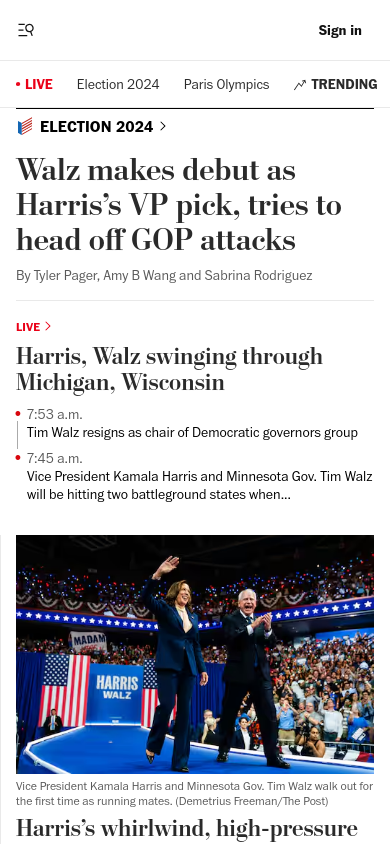 Sign in
LIVE Election 2024 Paris Olympics TRENDING
ELECTION 2024
Walz makes debut as
Harris’s VP pick, tries to
head off GOP attacks
By Tyler Pager, Amy B Wang and Sabrina Rodriguez
LIVE
Harris, Walz swinging through
Michigan, Wisconsin
7:53 a.m.
Tim Walz resigns as chair of Democratic governors group
7:45 a.m.
Vice President Kamala Harris and Minnesota Gov. Tim Walz
will be hitting two battleground states when...
MADAM
HARRIS
WALZ
Vice President Kamala Harris and Minnesota Gov. Tim Walz walk out for
the first time as running mates. (Demetrius Freeman/The Post)
Harris’s whirlwind, high-pressure